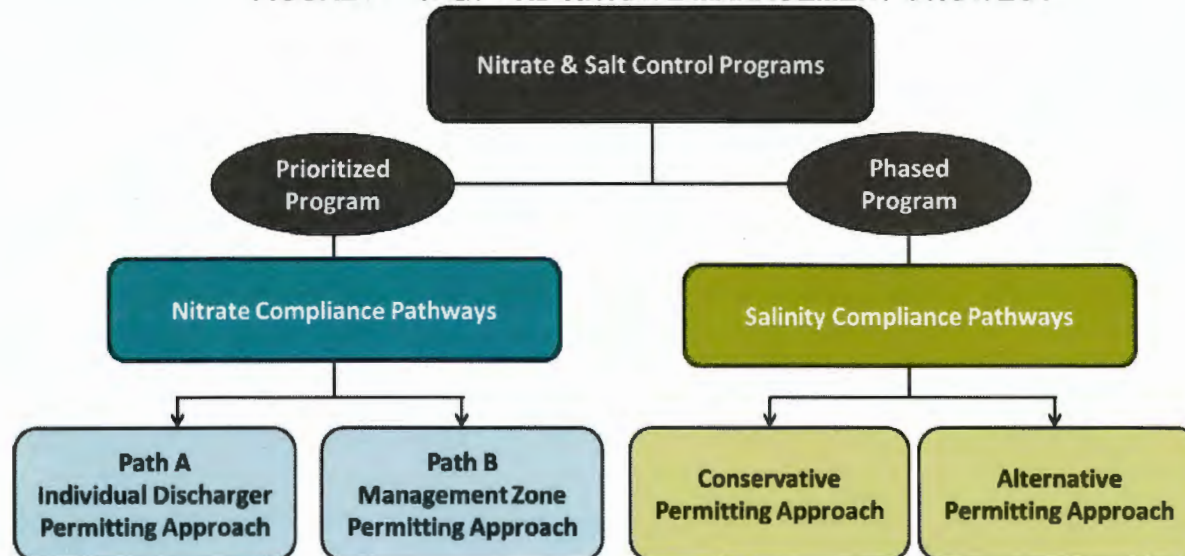 Nitrate & Salt Control Programs
Prioritized
Program
Phased
Program
Nitrate Compliance Pathways
Salinity Compliance Pathways
Path A
Individual Discharger
Permitting Approach
Path B
Management Zone
Permitting Approach
Conservative
Permitting Approach
Alternative
Permitting Approach